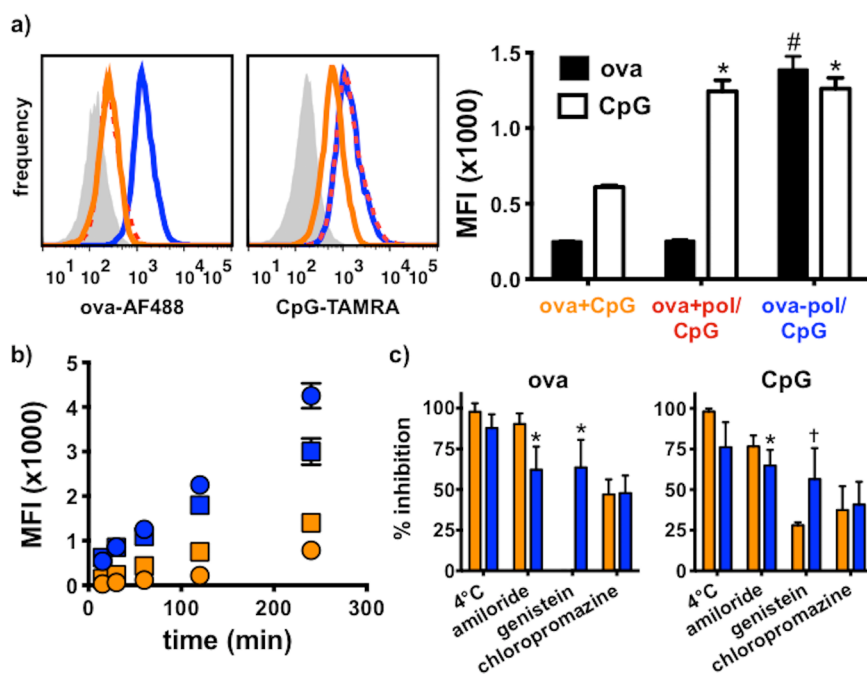 a)
frequency
10¹ 10² 10³ 10⁴ 10⁵
ova-AF488
10¹ 10² 10³ 10⁴ 10⁵
CpG-TAMRA
MFI (x1000)
1.5
1.0
0.5
0.0
ova
CpG
*
#
*
ova+CpG
ova+pol/
CpG
ova-pol/
CpG
b)
MFI (x1000)
5
4
3
2
1
0
0 100 200 300
time (min)
c)
ova
% inhibition
100
75
50
25
0
*
*
4°C
amiloride
genistein
chloropromazine
CpG
100
75
50
25
0
*
†
4°C
amiloride
genistein
chloropromazine